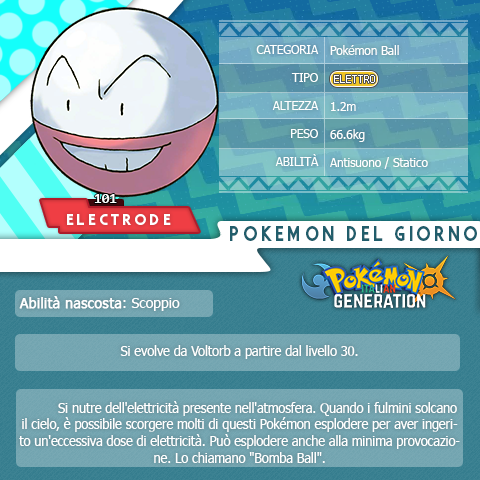 CATEGORIA Pokémon Ball
TIPO ELETTRO
ALTEZZA 1.2m
PESO 66.6kg
ABILITÀ Antisuono / Statico
101
ELECTRODE
POKEMON DEL GIORNO
Pokémon
ITALIAN
GENERATION
Abilità nascosta: Scoppio
Si evolve da Voltorb a partire dal livello 30.
Si nutre dell'elettricità presente nell'atmosfera. Quando i fulmini solcano
il cielo, è possibile scorgere molti di questi Pokémon esplodere per aver ingeri-
to un'eccessiva dose di elettricità. Può esplodere anche alla minima provocazio-
ne. Lo chiamano "Bomba Ball".